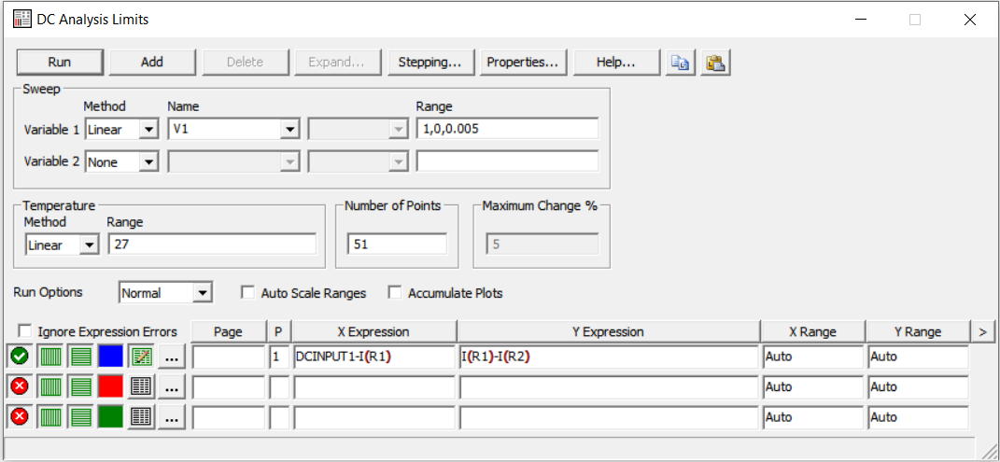 DC Analysis Limits
Run Add Delete Expand... Stepping... Properties... Help...
Sweep
Method Name Range
Variable 1 Linear V1 1,0,0.005
Variable 2 None
Temperature Number of Points Maximum Change %
Method Range
Linear 27 51 5
Run Options Normal Auto Scale Ranges Accumulate Plots
Ignore Expression Errors Page P X Expression Y Expression X Range Y Range >
... 1 DCINPUT1-I(R1) I(R1)-I(R2) Auto Auto
... Auto Auto
... Auto Auto